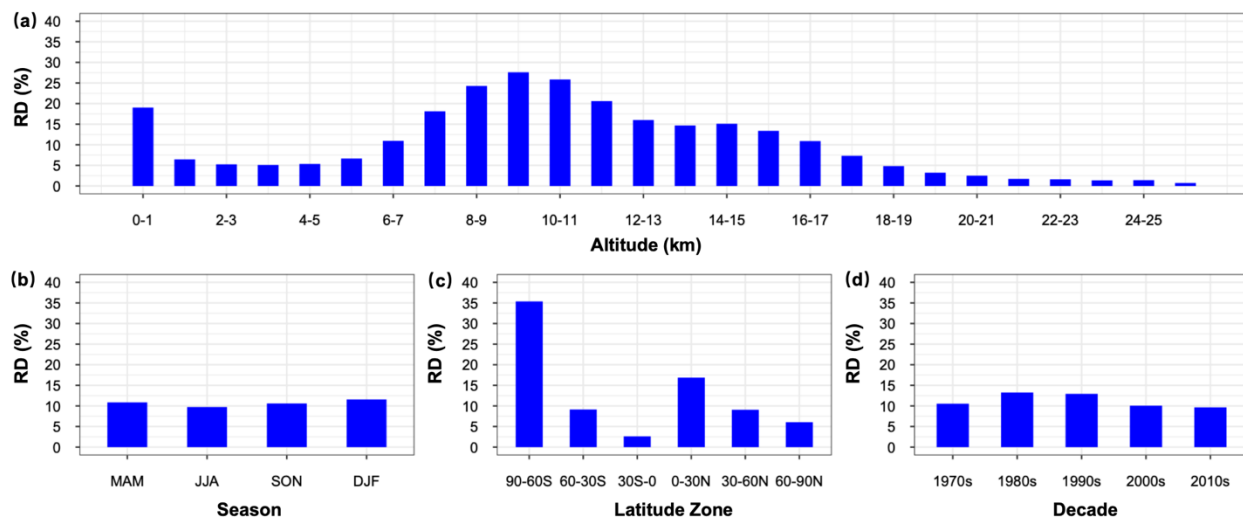 (a)
RD (%)
40
35
30
25
20
15
10
5
0
0-1 2-3 4-5 6-7 8-9 10-11 12-13 14-15 16-17 18-19 20-21 22-23 24-25
Altitude (km)
(b)
RD (%)
40
35
30
25
20
15
10
5
0
MAM JJA SON DJF
Season
(c)
RD (%)
40
35
30
25
20
15
10
5
0
90-60S 60-30S 30S-0 0-30N 30-60N 60-90N
Latitude Zone
(d)
RD (%)
40
35
30
25
20
15
10
5
0
1970s 1980s 1990s 2000s 2010s
Decade